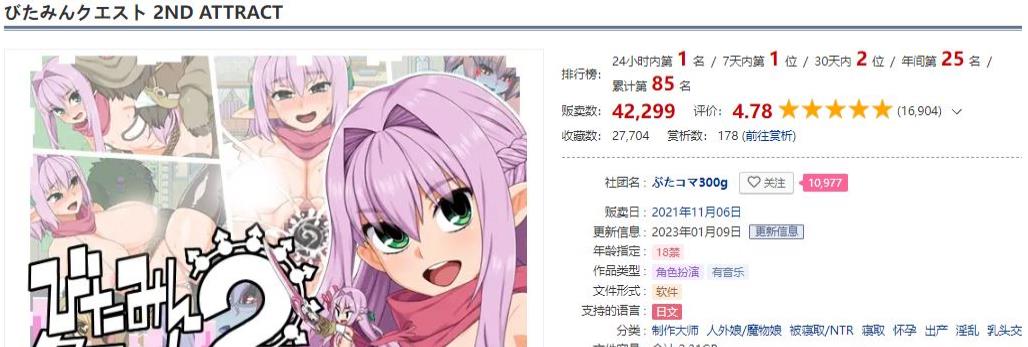 びたみんクエスト 2ND ATTRACT
びたみん
2
排行榜: 24小时内第 1 名 / 7天内第 1 位 / 30天内 2 位 / 年间第 25 名 /
累计第 85 名
贩卖数: 42,299 评价: 4.78 ★★★★★ (16,904)
收藏数: 27,704 赏析数: 178 (前往赏析)
社团名 : ぶたコマ300g ♡ 关注 10,977
贩卖日 : 2021年11月06日
更新信息 : 2023年01月09日 更新信息
年龄指定 : 18禁
作品类型 : 角色扮演 有音乐
文件形式 : 软件
支持的语言 : 日文
分类 : 制作大师 人外娘/魔物娘 被寝取/NTR 寝取 怀孕 出产 淫乱 乳头交